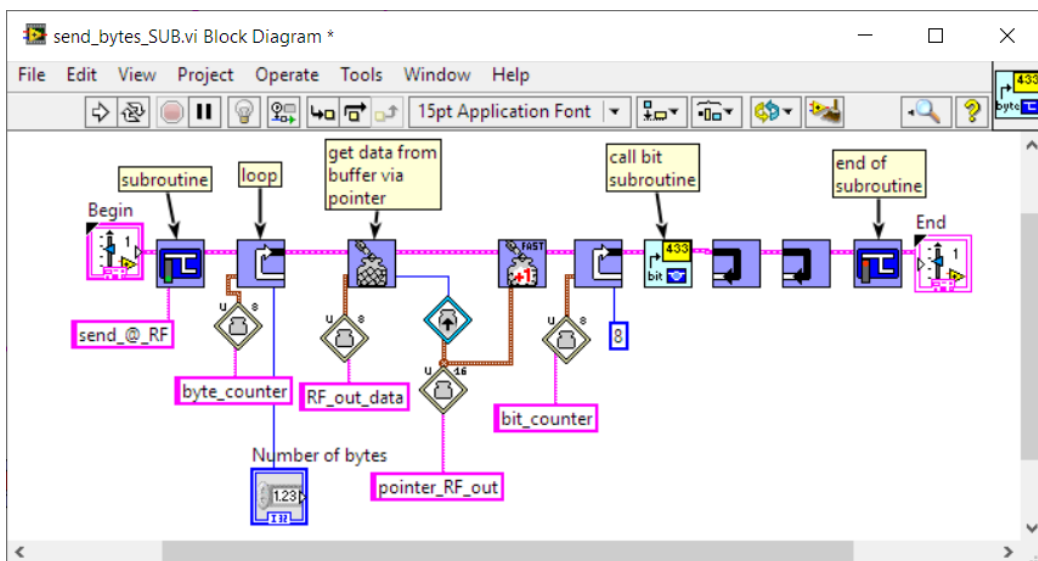 send_bytes_SUB.vi Block Diagram *
File Edit View Project Operate Tools Window Help
15pt Application Font
433
byte
subroutine
loop
get data from
buffer via
pointer
call bit
subroutine
end of
subroutine
Begin
End
1
FAST
+1
433
bit
1
u 8
u 8
u 16
u 8
8
send_@_RF
byte_counter
RF_out_data
bit_counter
Number of bytes
1.23
I32
pointer_RF_out